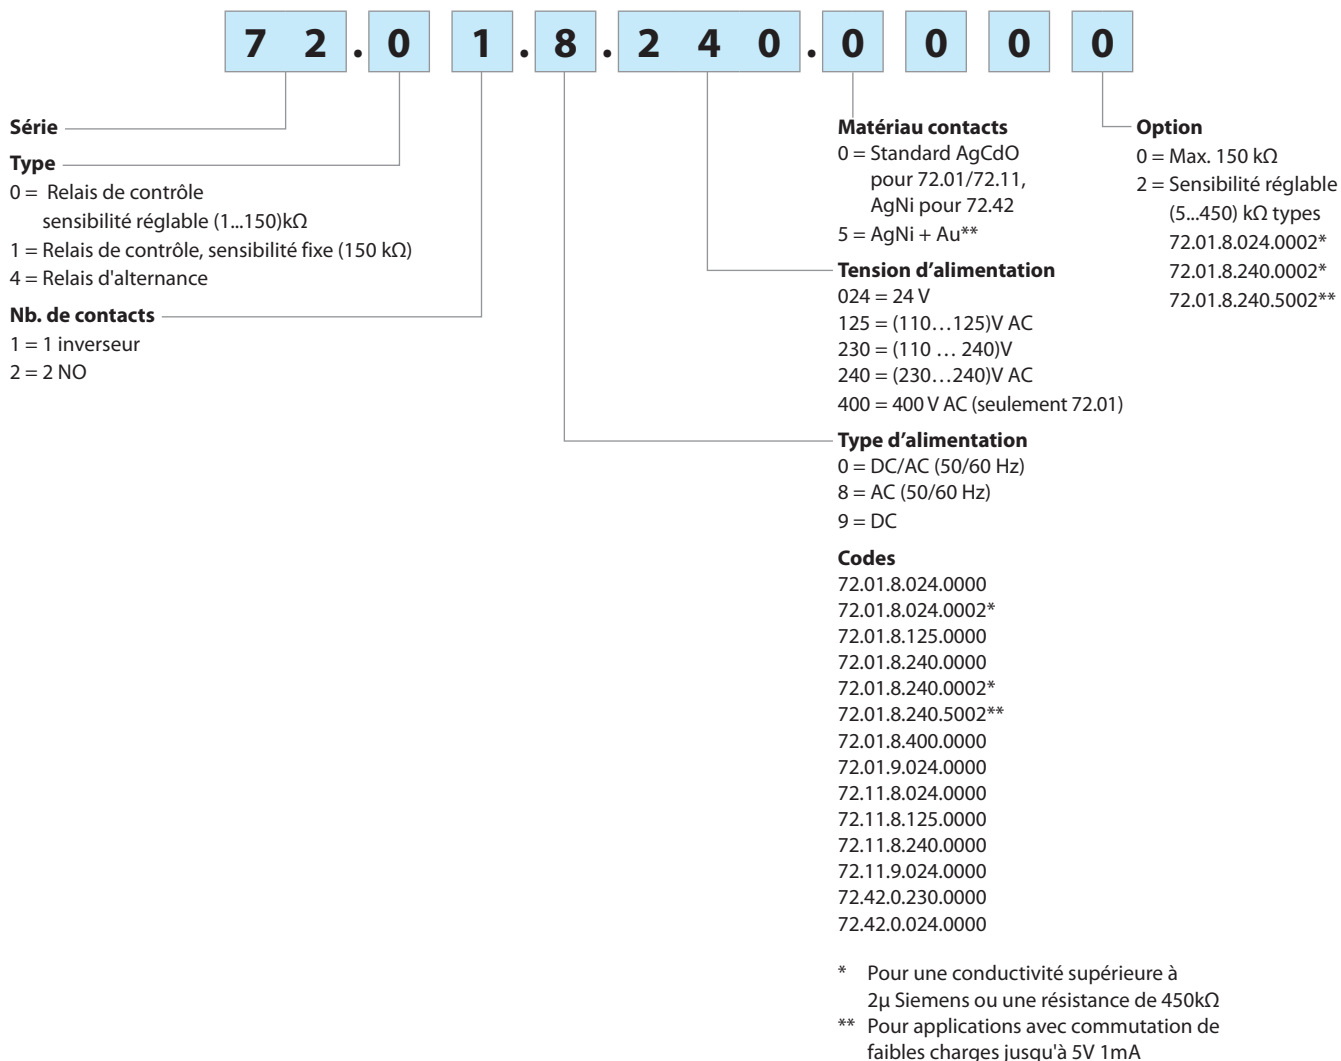 7 2 . 0 1 . 8 . 2 4 0 . 0 0 0 0
Série
Type
0 = Relais de contrôle
sensibilité réglable (1...150)kΩ
1 = Relais de contrôle, sensibilité fixe (150 kΩ)
4 = Relais d'alternance
Nb. de contacts
1 = 1 inverseur
2 = 2 NO
Matériau contacts
0 = Standard AgCdO
pour 72.01/72.11,
AgNi pour 72.42
5 = AgNi + Au**
Option
0 = Max. 150 kΩ
2 = Sensibilité réglable
(5...450) kΩ types
72.01.8.024.0002*
72.01.8.240.0002*
72.01.8.240.5002**
Tension d’alimentation
024 = 24 V
125 = (110…125)V AC
230 = (110 … 240)V
240 = (230…240)V AC
400 = 400 V AC (seulement 72.01)
Type d’alimentation
0 = DC/AC (50/60 Hz)
8 = AC (50/60 Hz)
9 = DC
Codes
72.01.8.024.0000
72.01.8.024.0002*
72.01.8.125.0000
72.01.8.240.0000
72.01.8.240.0002*
72.01.8.240.5002**
72.01.8.400.0000
72.01.9.024.0000
72.11.8.024.0000
72.11.8.125.0000
72.11.8.240.0000
72.11.9.024.0000
72.42.0.230.0000
72.42.0.024.0000
* Pour une conductivité supérieure à
2µ Siemens ou une résistance de 450kΩ
** Pour applications avec commutation de
faibles charges jusqu'à 5V 1mA